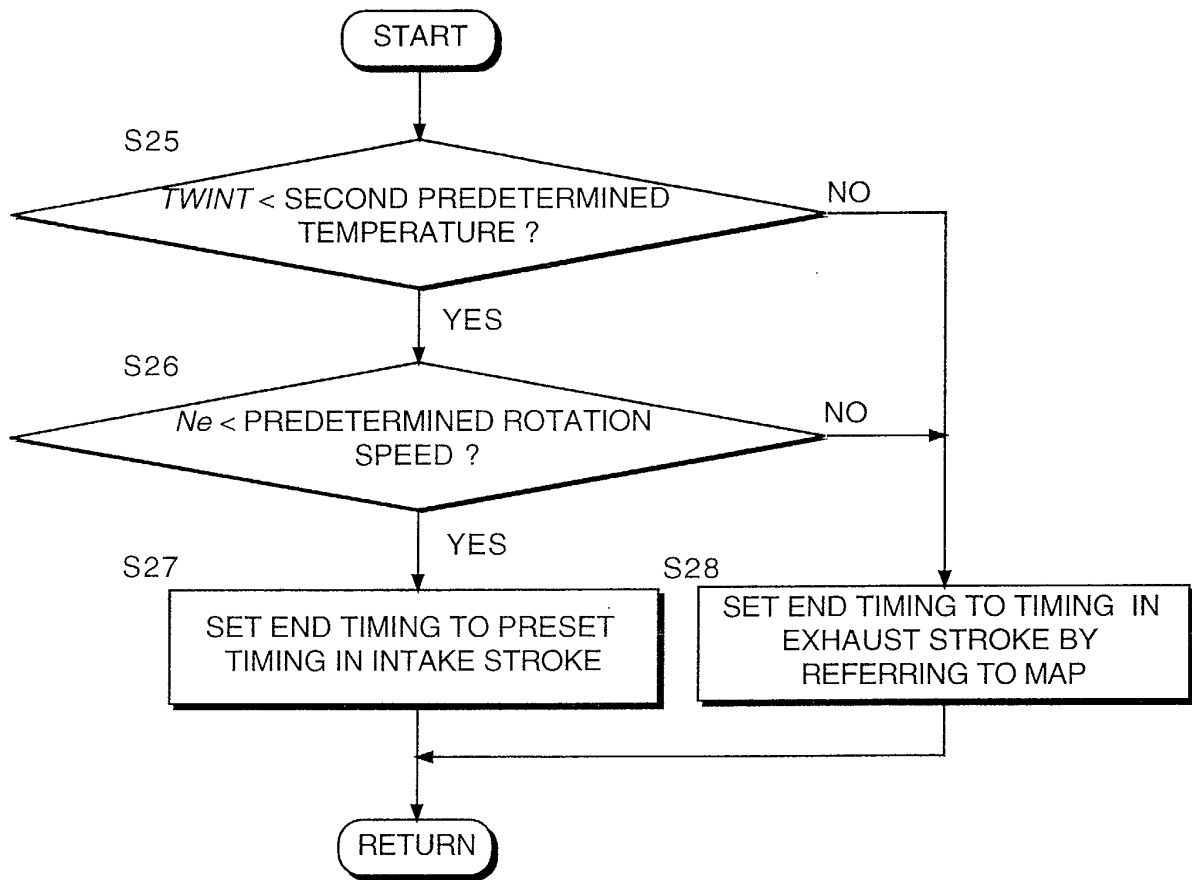 START
S25
TWINT < SECOND PREDETERMINED
TEMPERATURE ?
NO
YES
S26
Ne < PREDETERMINED ROTATION
SPEED ?
NO
YES
S27
SET END TIMING TO PRESET
TIMING IN INTAKE STROKE
S28
SET END TIMING TO TIMING IN
EXHAUST STROKE BY
REFERRING TO MAP
RETURN